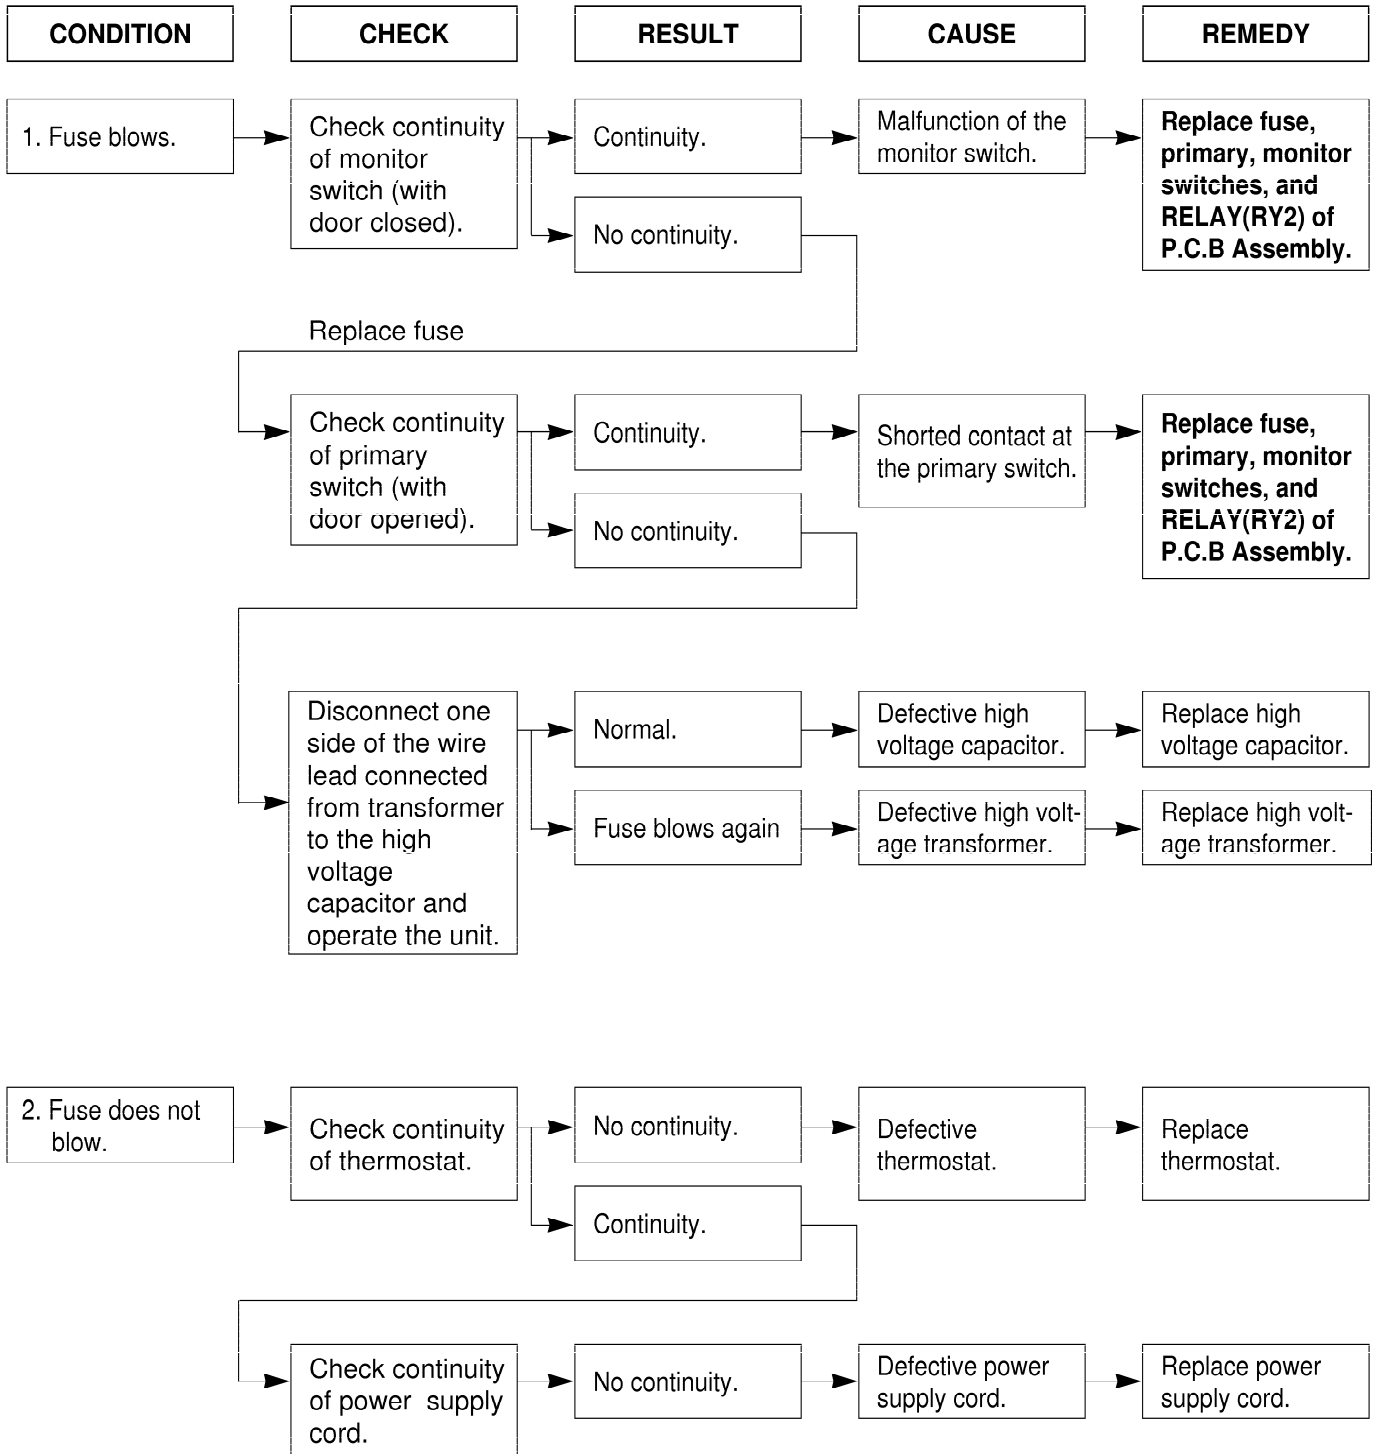 CONDITION
CHECK
RESULT
CAUSE
REMEDY
1. Fuse blows.
Check continuity
of monitor
switch (with
door closed).
Continuity.
Malfunction of the
monitor switch.
Replace fuse,
primary, monitor
switches, and
RELAY(RY2) of
P.C.B Assembly.
No continuity.
Replace fuse
Check continuity
of primary
switch (with
door opened).
Continuity.
Shorted contact at
the primary switch.
Replace fuse,
primary, monitor
switches, and
RELAY(RY2) of
P.C.B Assembly.
No continuity.
Disconnect one
side of the wire
lead connected
from transformer
to the high
voltage
capacitor and
operate the unit.
Normal.
Defective high
voltage capacitor.
Replace high
voltage capacitor.
Fuse blows again
Defective high volt-
age transformer.
Replace high volt-
age transformer.
2. Fuse does not
blow.
Check continuity
of thermostat.
No continuity.
Defective
thermostat.
Replace
thermostat.
Continuity.
Check continuity
of power supply
cord.
No continuity.
Defective power
supply cord.
Replace power
supply cord.